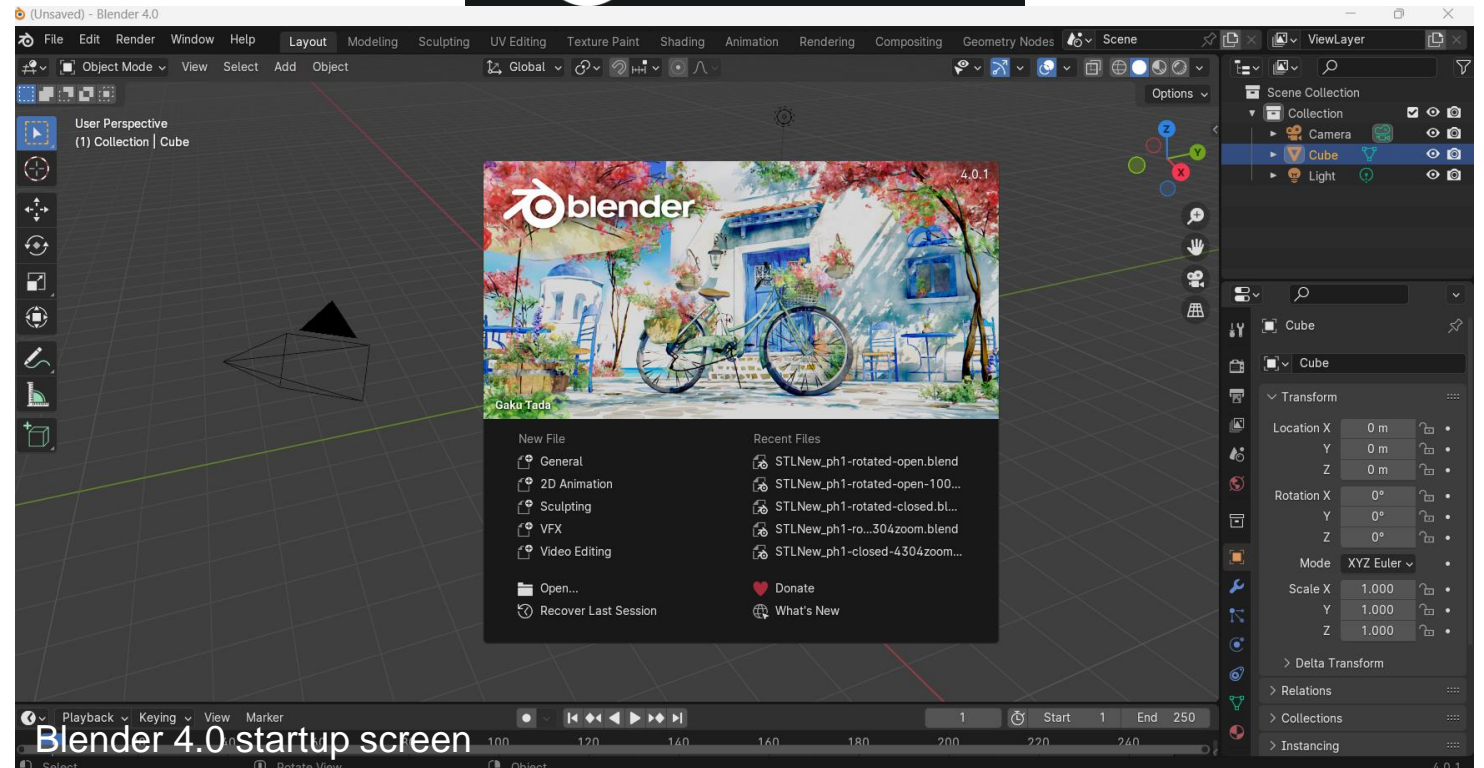 (Unsaved) - Blender 4.0
File Edit Render Window Help Layout Modeling Sculpting UV Editing Texture Paint Shading Animation Rendering Compositing Geometry Nodes Scene ViewLayer
Object Mode View Select Add Object Global
Options
User Perspective
(1) Collection | Cube
Z
Y
X
Scene Collection
Collection
Camera
Cube
Light
blender
4.0.1
Gaku Tada
New File
General
2D Animation
Sculpting
VFX
Video Editing
Open...
Recover Last Session
Recent Files
STLNew_ph1-rotated-open.blend
STLNew_ph1-rotated-open-100...
STLNew_ph1-rotated-closed.bl...
STLNew_ph1-ro...304zoom.blend
STLNew_ph1-closed-4304zoom...
Donate
What's New
Cube
Cube
Transform
Location X 0 m
Y 0 m
Z 0 m
Rotation X 0°
Y 0°
Z 0°
Mode XYZ Euler
Scale X 1.000
Y 1.000
Z 1.000
Delta Transform
Relations
Collections
Instancing
Playback Keying View Marker 1 Start 1 End 250
Blender 4.0 startup screen
100 120 140 160 180 200 220 240
Select Rotate View Object 4.0.1